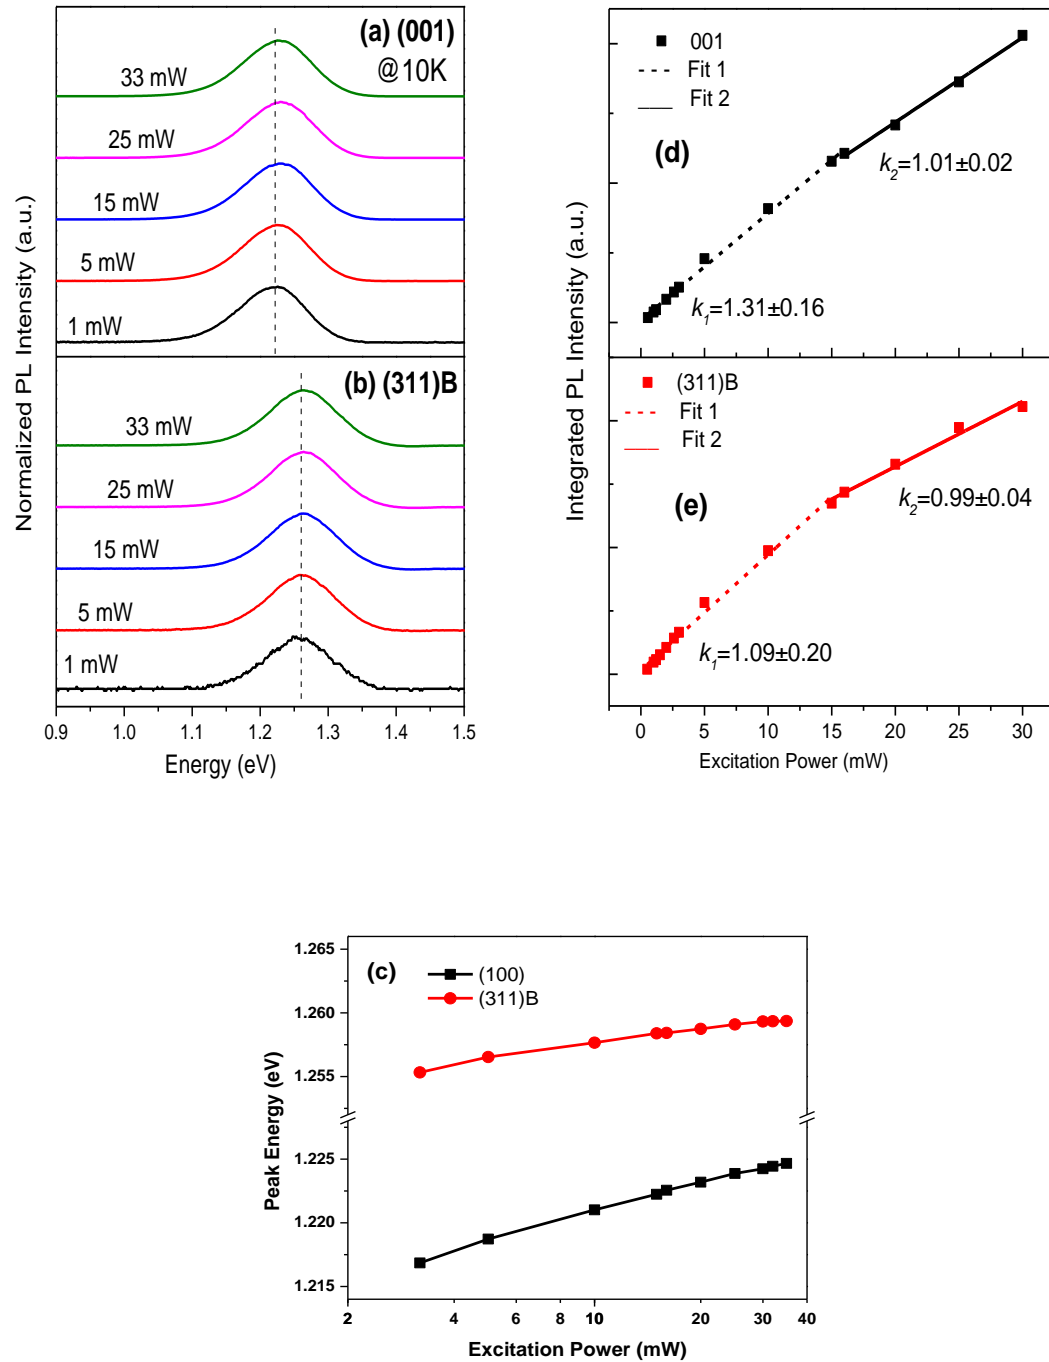 (a) (001)
@10K
33 mW
25 mW
15 mW
5 mW
1 mW
(b) (311)B
33 mW
25 mW
15 mW
5 mW
1 mW
Normalized PL Intensity (a.u.)
0.9 1.0 1.1 1.2 1.3 1.4 1.5
Energy (eV)
001
Fit 1
Fit 2
(d)
k2=1.01±0.02
k1=1.31±0.16
(311)B
Fit 1
Fit 2
(e)
k2=0.99±0.04
k1=1.09±0.20
Integrated PL Intensity (a.u.)
0 5 10 15 20 25 30
Excitation Power (mW)
(c)
(100)
(311)B
1.265
1.260
1.255
1.225
1.220
1.215
Peak Energy (eV)
2 4 6 8 10 20 30 40
Excitation Power (mW)